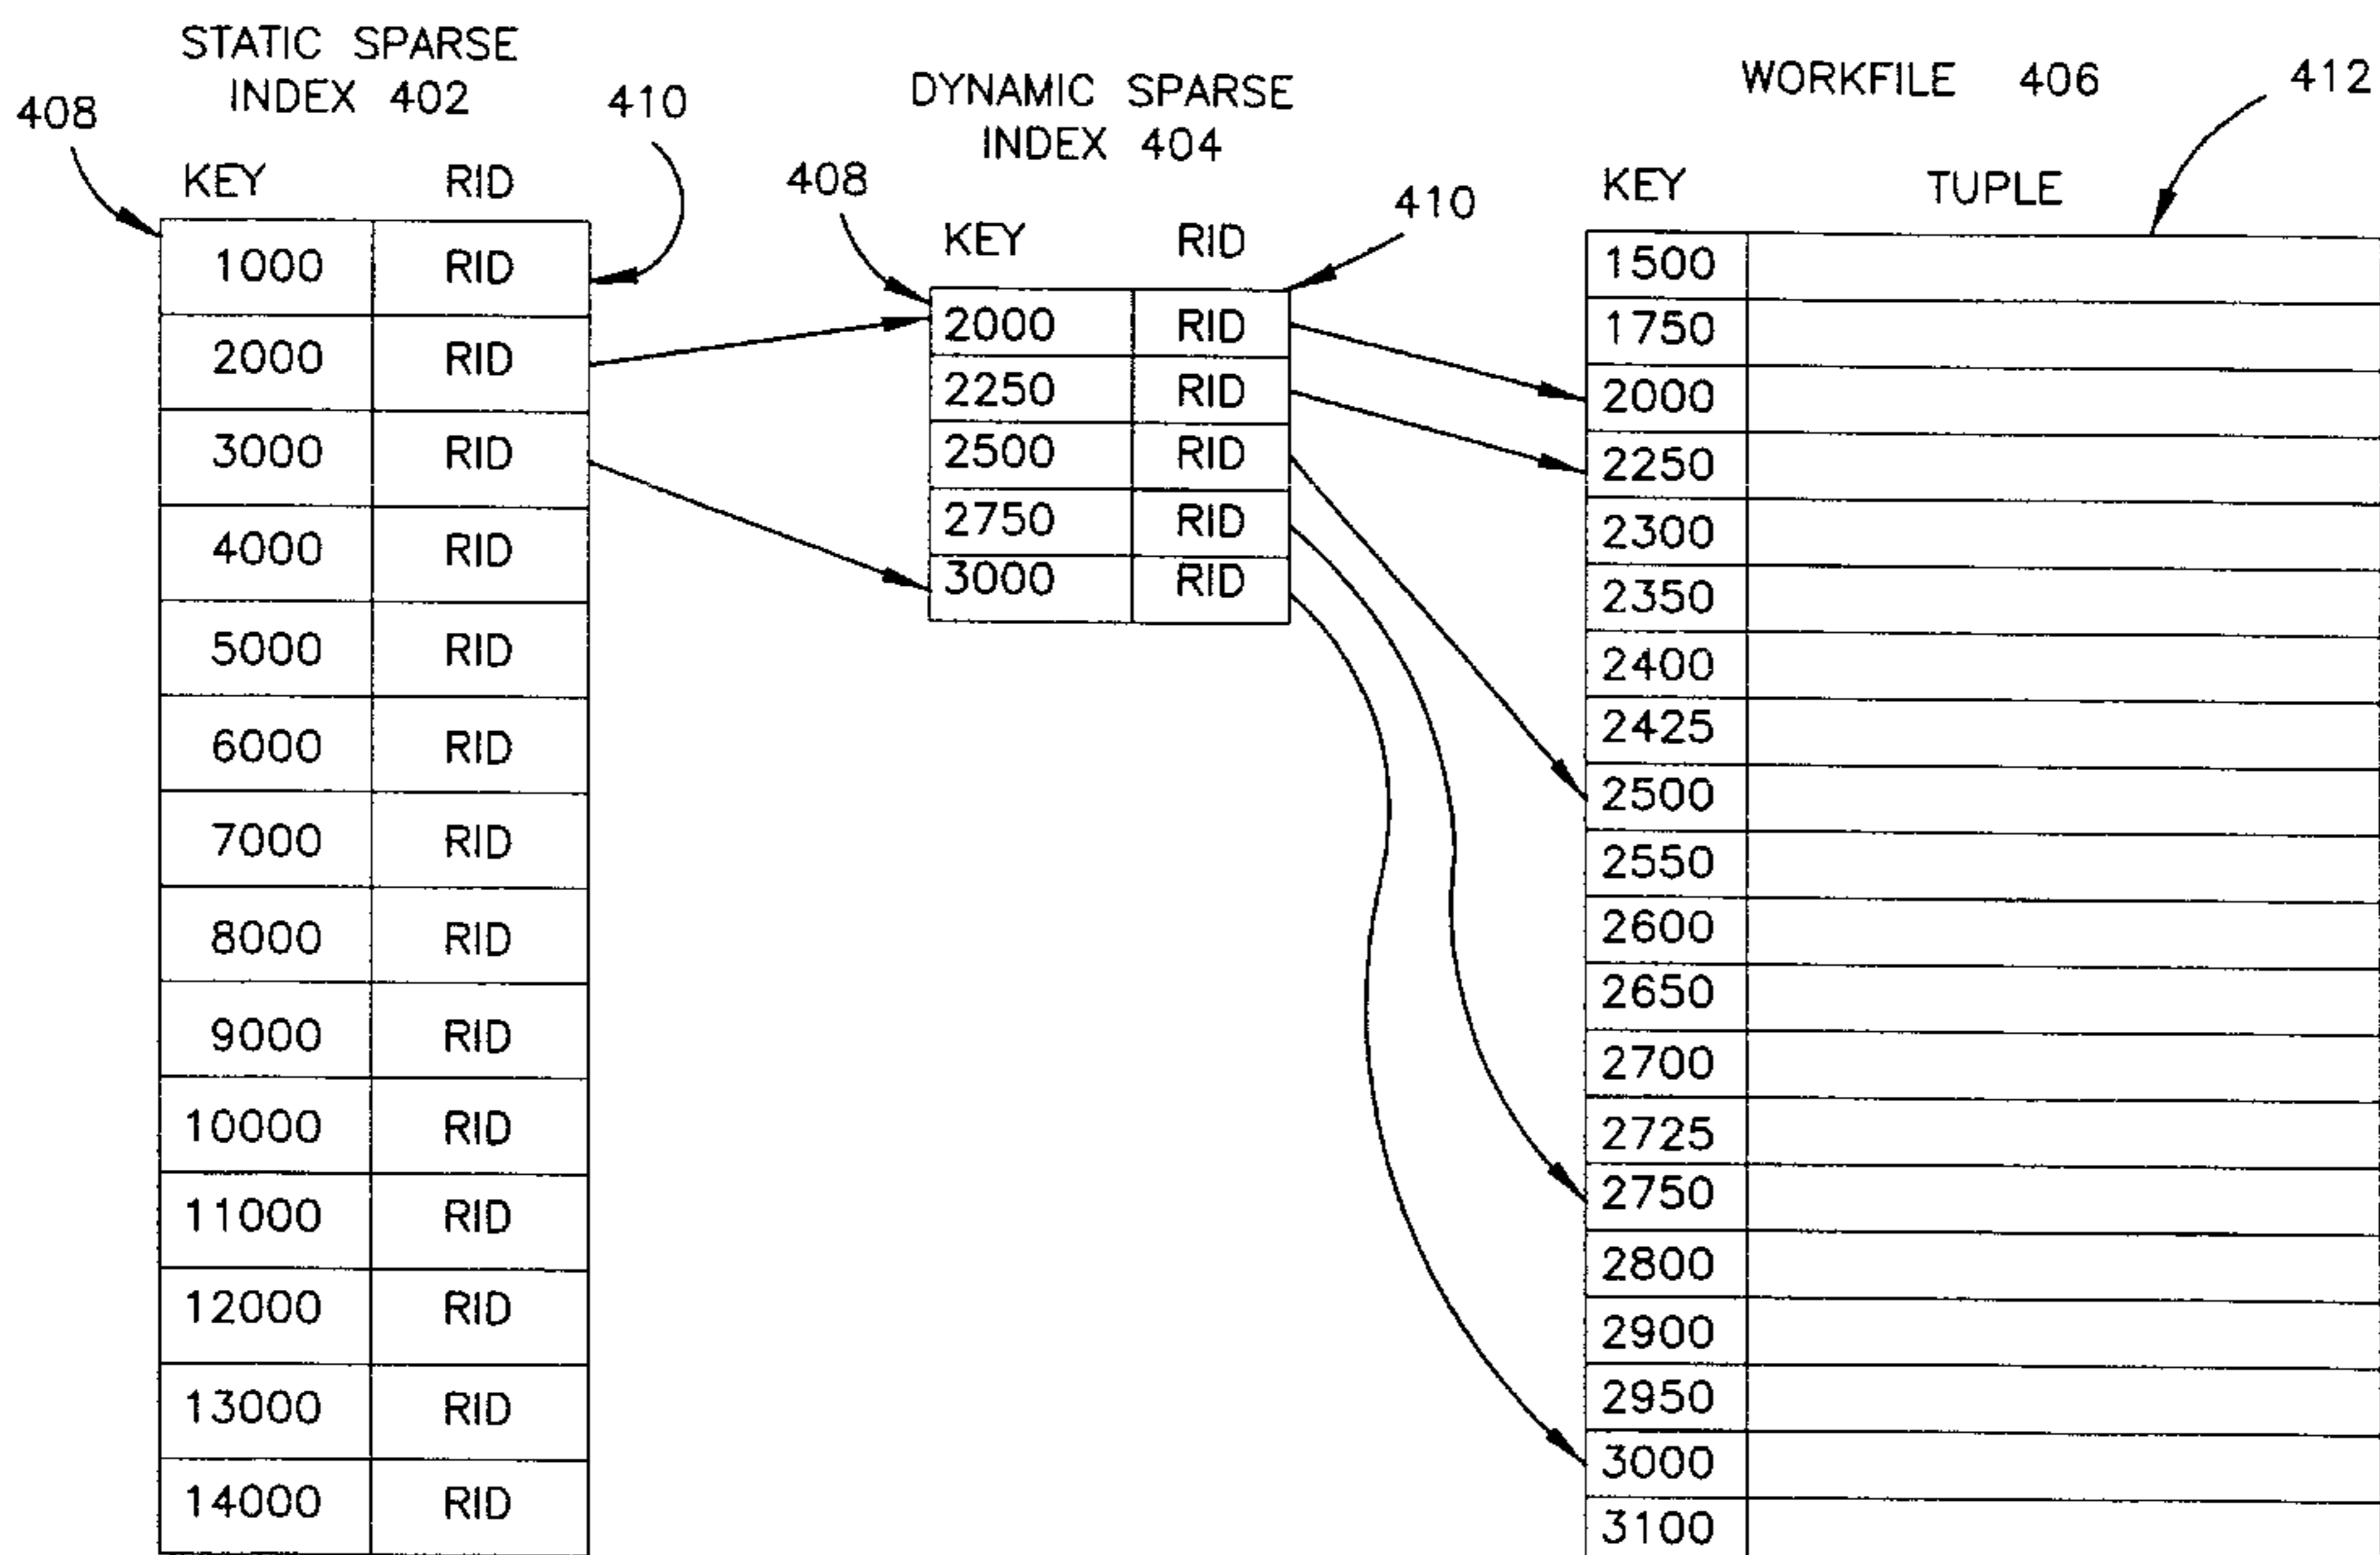 STATIC SPARSE
INDEX 402
408
410
KEY RID
1000 RID
2000 RID
3000 RID
4000 RID
5000 RID
6000 RID
7000 RID
8000 RID
9000 RID
10000 RID
11000 RID
12000 RID
13000 RID
14000 RID
DYNAMIC SPARSE
INDEX 404
408
410
KEY RID
2000 RID
2250 RID
2500 RID
2750 RID
3000 RID
WORKFILE 406
412
KEY TUPLE
1500
1750
2000
2250
2300
2350
2400
2425
2500
2550
2600
2650
2700
2725
2750
2800
2900
2950
3000
3100